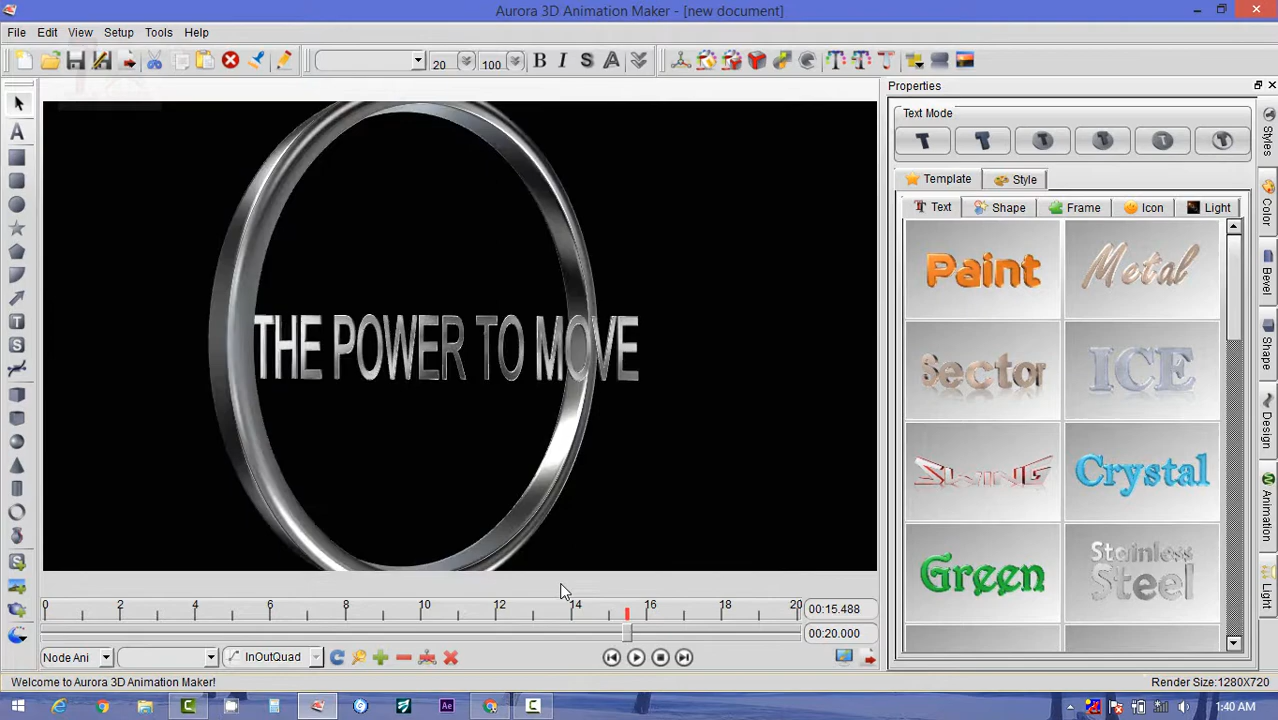 Aurora 3D Animation Maker - [new document]
File Edit View Setup Tools Help
20 100 B I S A
Properties
Text Mode
Template Style
Text Shape Frame Icon Light
Paint Metal
Sector ICE
SWING Crystal
Green Stainless Steel
Styles
Color
Bevel
Shape
Design
Animation
Light
THE POWER TO MOVE
0 2 4 6 8 10 12 14 16 18 20 00:15.488
00:20.000
Node Ani InOutQuad
Welcome to Aurora 3D Animation Maker! Render Size:1280X720
Ae 1:40 AM